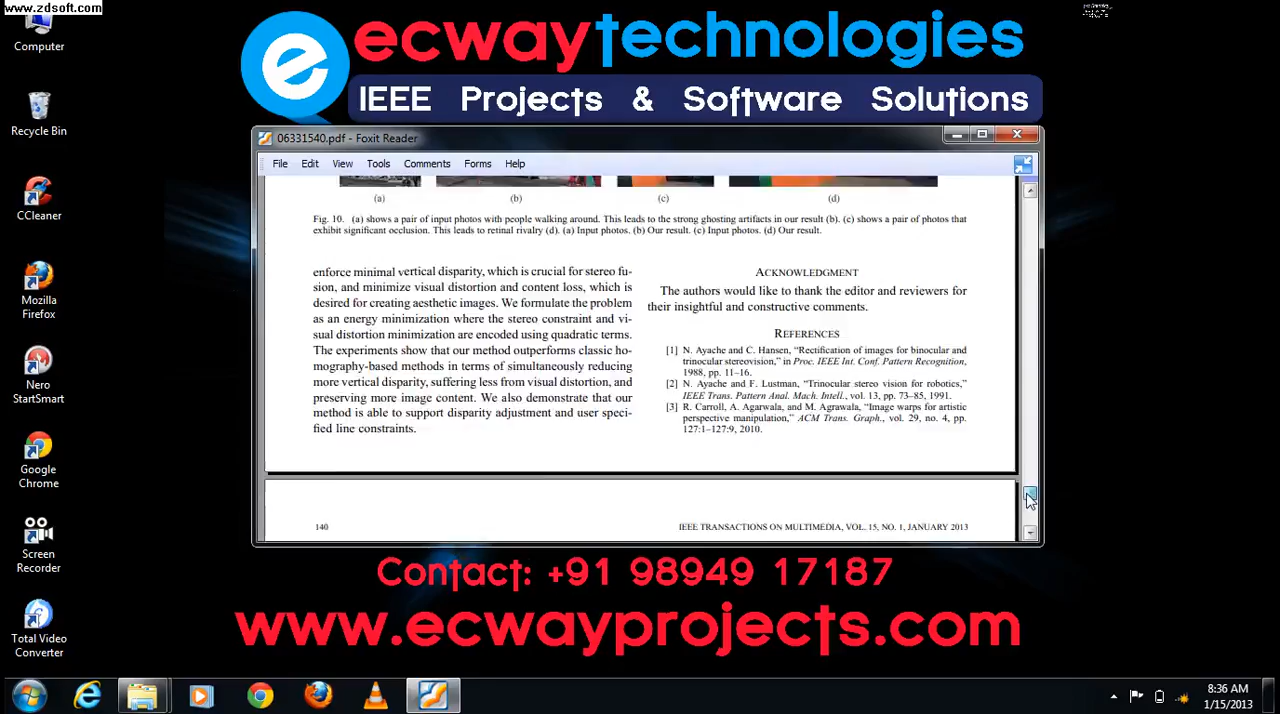 www.zdsoft.com
ecwaytechnologies
IEEE Projects & Software Solutions
Computer
Recycle Bin
CCleaner
Mozilla
Firefox
Nero
StartSmart
Google
Chrome
Screen
Recorder
Total Video
Converter
06331540.pdf - Foxit Reader
File Edit View Tools Comments Forms Help
(a) (b) (c) (d)
Fig. 10. (a) shows a pair of input photos with people walking around. This leads to the strong ghosting artifacts in our result (b). (c) shows a pair of photos that
exhibit significant occlusion. This leads to retinal rivalry (d). (a) Input photos. (b) Our result. (c) Input photos. (d) Our result.
enforce minimal vertical disparity, which is crucial for stereo fu-
sion, and minimize visual distortion and content loss, which is
desired for creating aesthetic images. We formulate the problem
as an energy minimization where the stereo constraint and vi-
sual distortion minimization are encoded using quadratic terms.
The experiments show that our method outperforms classic ho-
mography-based methods in terms of simultaneously reducing
more vertical disparity, suffering less from visual distortion, and
preserving more image content. We also demonstrate that our
method is able to support disparity adjustment and user speci-
fied line constraints.
ACKNOWLEDGMENT
The authors would like to thank the editor and reviewers for
their insightful and constructive comments.
REFERENCES
[1] N. Ayache and C. Hansen, “Rectification of images for binocular and
trinocular stereovision,” in Proc. IEEE Int. Conf. Pattern Recognition,
1988, pp. 11–16.
[2] N. Ayache and F. Lustman, “Trinocular stereo vision for robotics,”
IEEE Trans. Pattern Anal. Mach. Intell., vol. 13, pp. 73–85, 1991.
[3] R. Carroll, A. Agarwala, and M. Agrawala, “Image warps for artistic
perspective manipulation,” ACM Trans. Graph., vol. 29, no. 4, pp.
127:1–127:9, 2010.
140 IEEE TRANSACTIONS ON MULTIMEDIA, VOL. 15, NO. 1, JANUARY 2013
Contact: +91 98949 17187
www.ecwayprojects.com
8:36 AM
1/15/2013